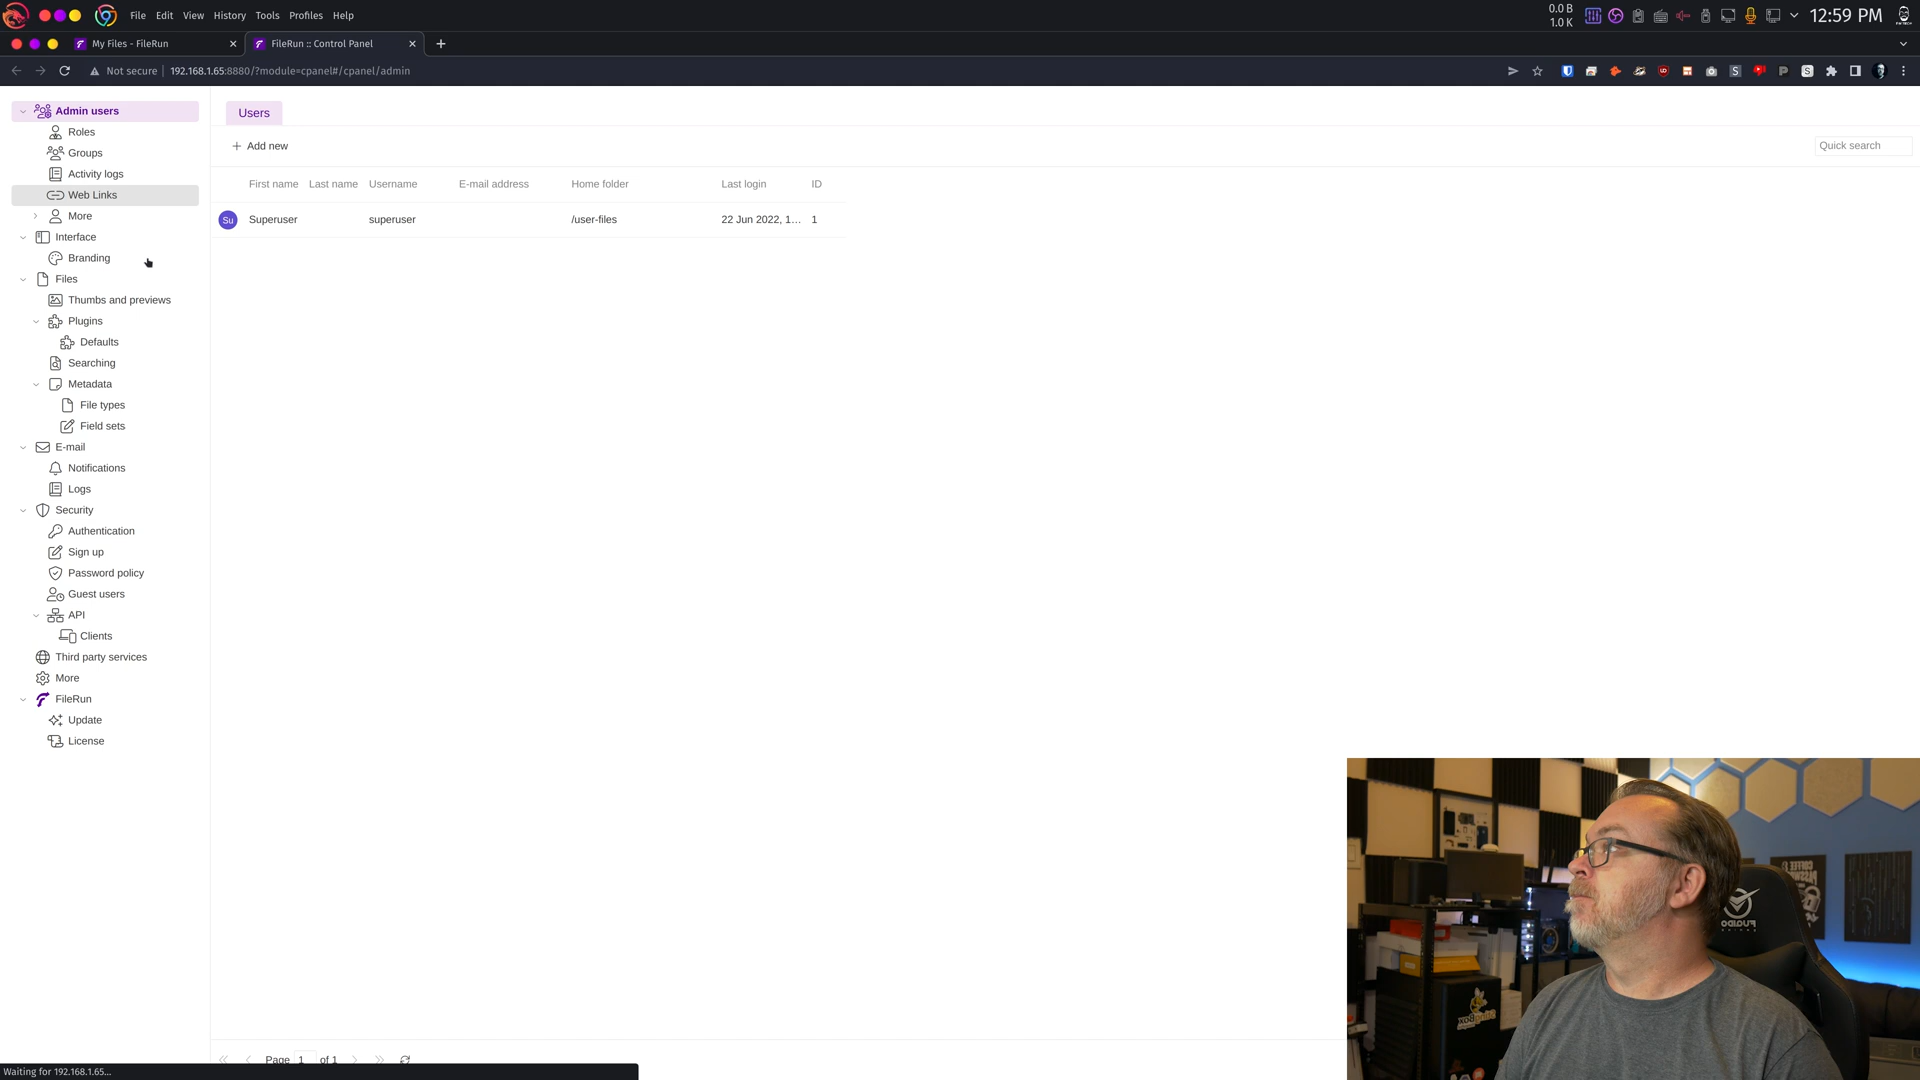 File Edit View History Tools Profiles Help
0.0 B
1.0 K
12:59 PM
My Files - FileRun
FileRun :: Control Panel
Not secure
192.168.1.65:8880/?module=cpanel#/cpanel/admin
Admin users
Roles
Groups
Activity logs
Web Links
More
Interface
Branding
Files
Thumbs and previews
Plugins
Defaults
Searching
Metadata
File types
Field sets
E-mail
Notifications
Logs
Security
Authentication
Sign up
Password policy
Guest users
API
Clients
Third party services
More
FileRun
Update
License
Users
Add new
Quick search
First name Last name Username E-mail address Home folder Last login ID
Su Superuser superuser /user-files 22 Jun 2022, 1... 1
Page 1 of 1
Waiting for 192.168.1.65...
COFFEE